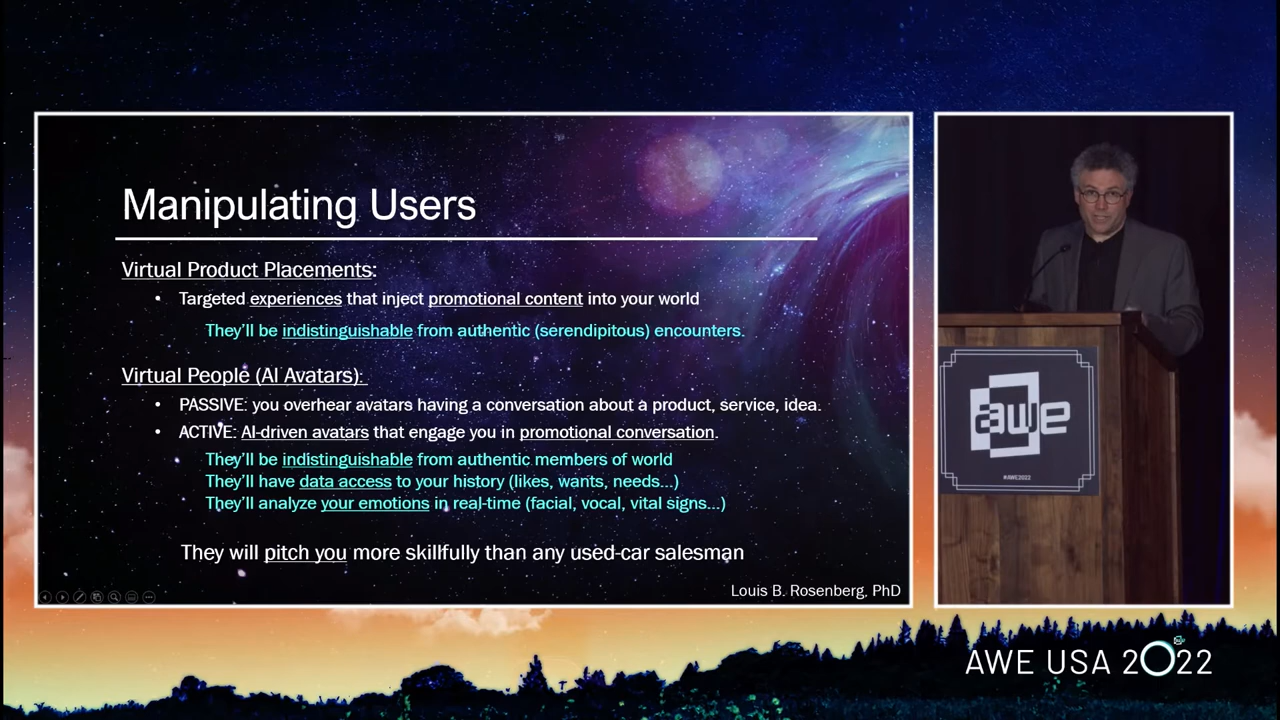 Manipulating Users
Virtual Product Placements:
• Targeted experiences that inject promotional content into your world
They'll be indistinguishable from authentic (serendipitous) encounters.
Virtual People (AI Avatars):
• PASSIVE: you overhear avatars having a conversation about a product, service, idea.
• ACTIVE: AI-driven avatars that engage you in promotional conversation.
They'll be indistinguishable from authentic members of world
They'll have data access to your history (likes, wants, needs...)
They'll analyze your emotions in real-time (facial, vocal, vital signs...)
They will pitch you more skillfully than any used-car salesman
Louis B. Rosenberg, PhD
awe
#AWE2022
AWE USA 2022